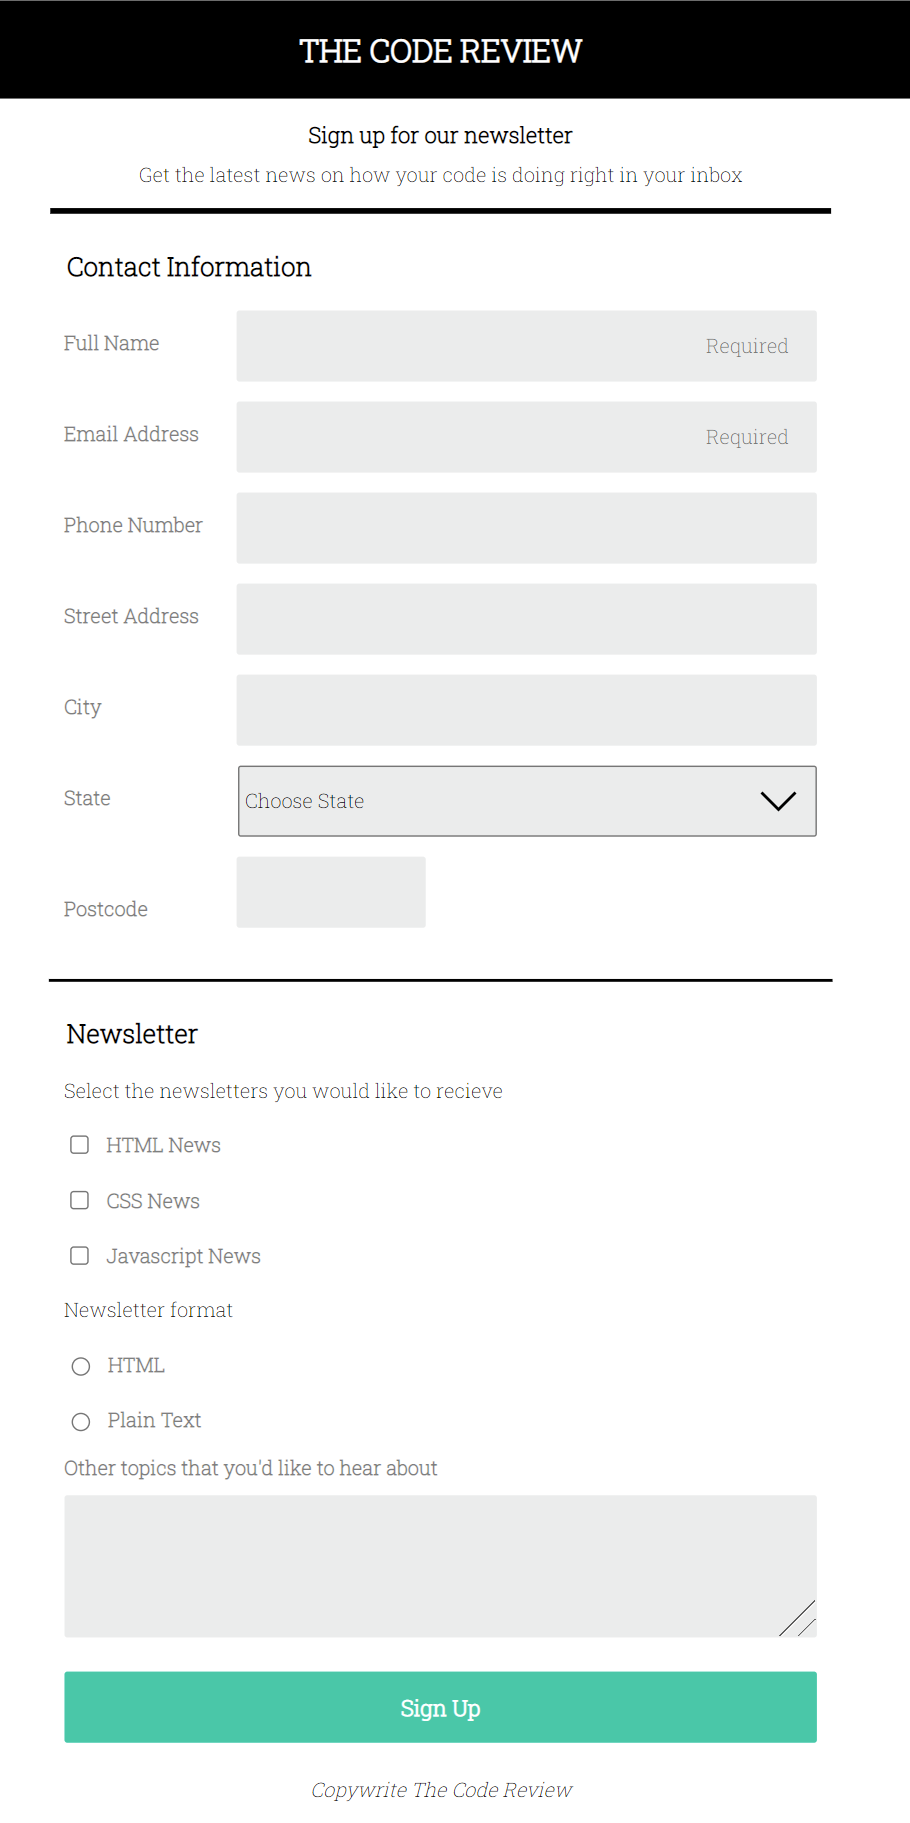 THE CODE REVIEW
Sign up for our newsletter
Get the latest news on how your code is doing right in your inbox
Contact Information
Full Name
Required
Email Address
Required
Phone Number
Street Address
City
State
Choose State
Postcode
Newsletter
Select the newsletters you would like to recieve
HTML News
CSS News
Javascript News
Newsletter format
HTML
Plain Text
Other topics that you'd like to hear about
Sign Up
Copywrite The Code Review